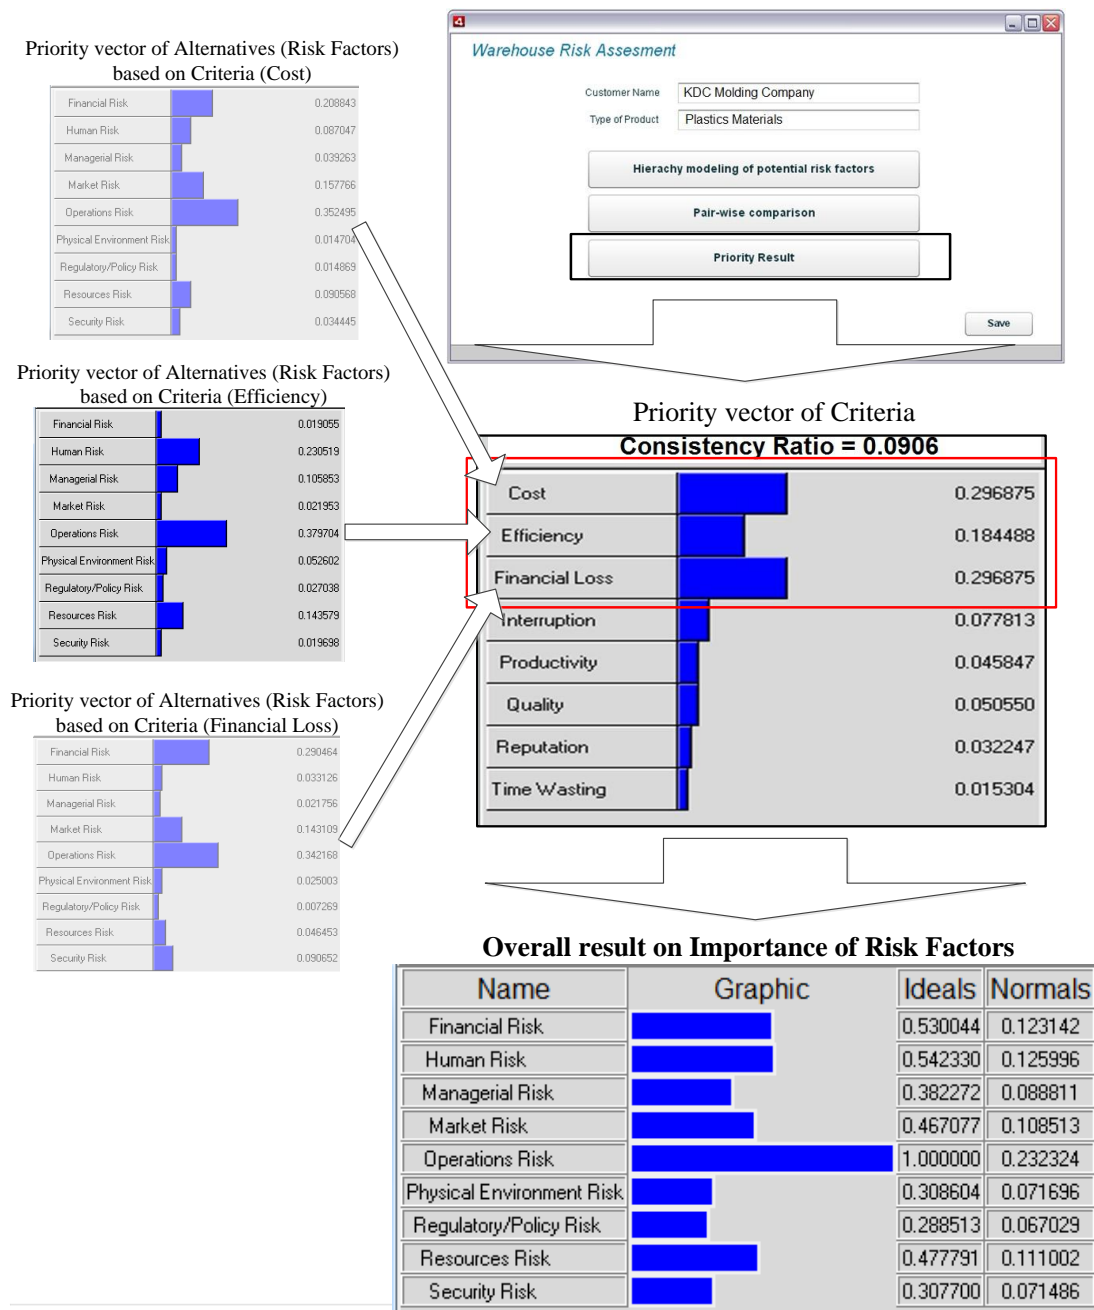 Warehouse Risk Assesment
Customer Name KDC Molding Company
Type of Product Plastics Materials
Hierachy modeling of potential risk factors
Pair-wise comparison
Priority Result
Save
Priority vector of Alternatives (Risk Factors)
based on Criteria (Cost)
Financial Risk 0.208843
Human Risk 0.087047
Managerial Risk 0.039263
Market Risk 0.157766
Operations Risk 0.352495
Physical Environment Risk 0.014704
Regulatory/Policy Risk 0.014869
Resources Risk 0.090568
Security Risk 0.034445
Priority vector of Alternatives (Risk Factors)
based on Criteria (Efficiency)
Financial Risk 0.019055
Human Risk 0.230519
Managerial Risk 0.105853
Market Risk 0.021953
Operations Risk 0.379704
Physical Environment Risk 0.052602
Regulatory/Policy Risk 0.027038
Resources Risk 0.143579
Security Risk 0.019698
Priority vector of Alternatives (Risk Factors)
based on Criteria (Financial Loss)
Financial Risk 0.290464
Human Risk 0.033126
Managerial Risk 0.021756
Market Risk 0.143109
Operations Risk 0.342168
Physical Environment Risk 0.025003
Regulatory/Policy Risk 0.007269
Resources Risk 0.046453
Security Risk 0.090652
Priority vector of Criteria
Consistency Ratio = 0.0906
Cost 0.296875
Efficiency 0.184488
Financial Loss 0.296875
Interruption 0.077813
Productivity 0.045847
Quality 0.050550
Reputation 0.032247
Time Wasting 0.015304
Overall result on Importance of Risk Factors
Name Graphic Ideals Normals
Financial Risk 0.530044 0.123142
Human Risk 0.542330 0.125996
Managerial Risk 0.382272 0.088811
Market Risk 0.467077 0.108513
Operations Risk 1.000000 0.232324
Physical Environment Risk 0.308604 0.071696
Regulatory/Policy Risk 0.288513 0.067029
Resources Risk 0.477791 0.111002
Security Risk 0.307700 0.071486